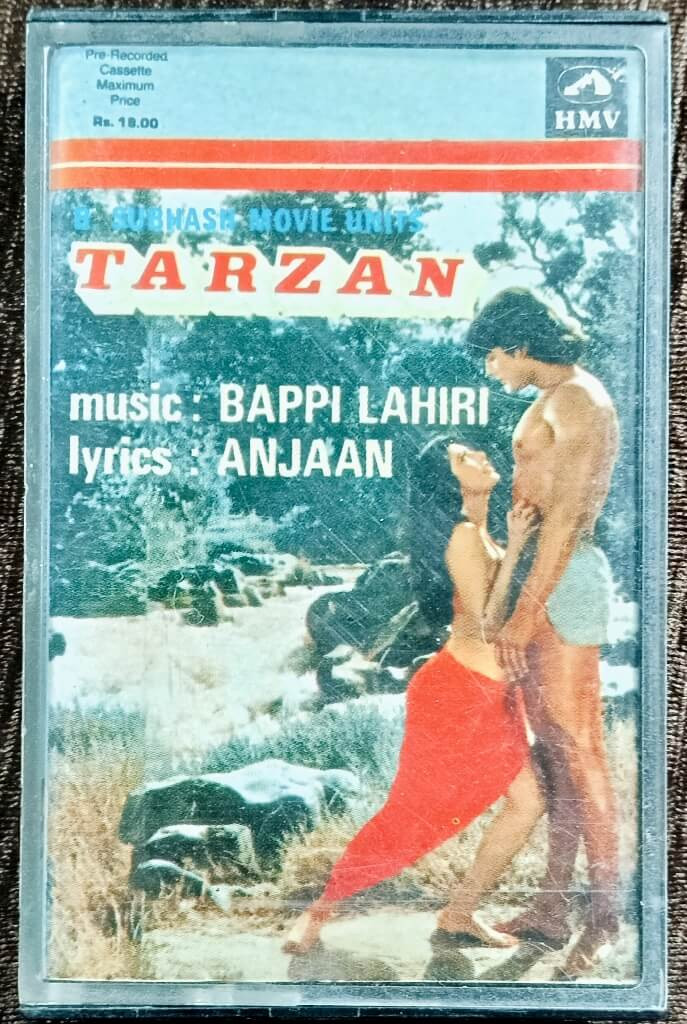 Pre-Recorded
Cassette
Maximum
Price
Rs. 18.00
HMV
B SUBHASH MOVIE UNITS
TARZAN
music : BAPPI LAHIRI
lyrics : ANJAAN